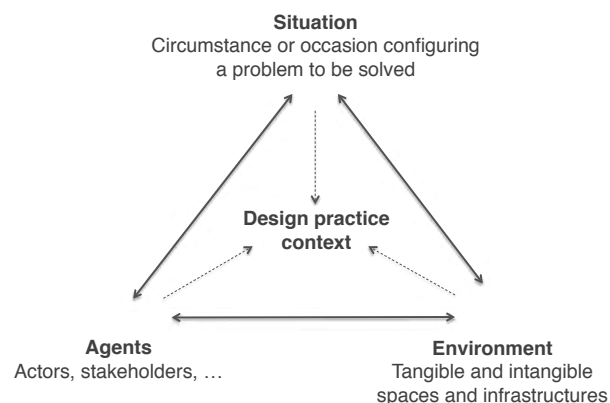 Situation
Circumstance or occasion configuring
a problem to be solved
Design practice
context
Agents
Actors, stakeholders, …
Environment
Tangible and intangible
spaces and infrastructures